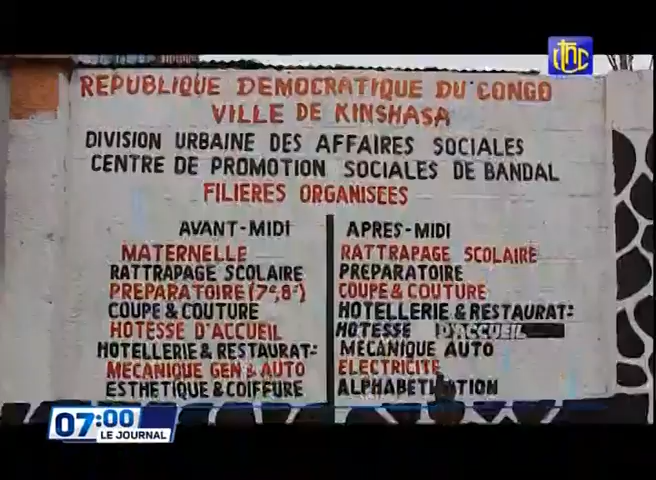 RTNC
REPUBLIQUE DEMOCRATIQUE DU CONGO
VILLE DE KINSHASA
DIVISION URBAINE DES AFFAIRES SOCIALES
CENTRE DE PROMOTION SOCIALES DE BANDAL
FILIERES ORGANISEES
AVANT-MIDI
MATERNELLE
RATTRAPAGE SCOLAIRE
PREPARATOIRE (7e,8e)
COUPE & COUTURE
HOTESSE D'ACCUEIL
HOTELLERIE & RESTAURAT:
MECANIQUE GEN & AUTO
ESTHETIQUE & COIFFURE
APRES-MIDI
RATTRAPAGE SCOLAIRE
PREPARATOIRE
COUPE & COUTURE
HOTELLERIE & RESTAURAT:
HOTESSE D'ACCUEIL
MECANIQUE AUTO
ELECTRICITE
07:00
LE JOURNAL